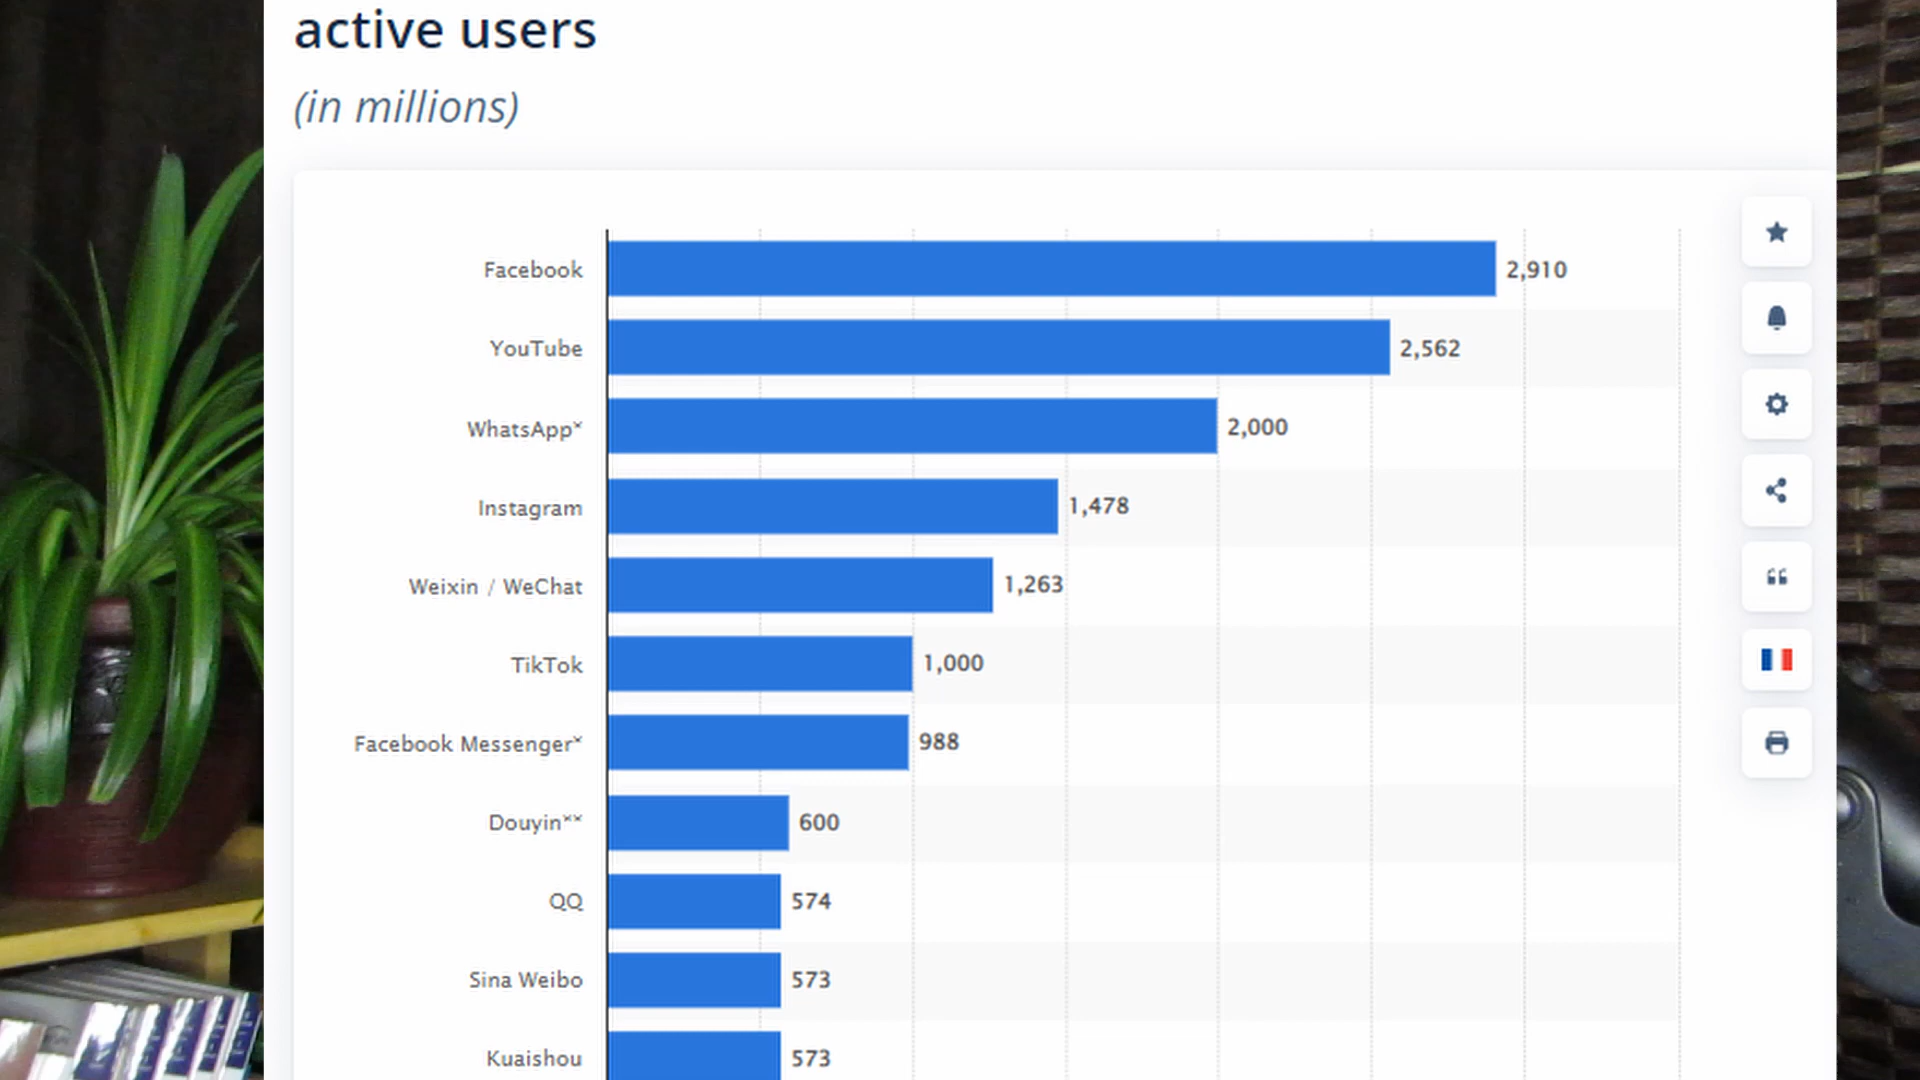 active users
(in millions)
Facebook 2,910
YouTube 2,562
WhatsApp* 2,000
Instagram 1,478
Weixin / WeChat 1,263
TikTok 1,000
Facebook Messenger* 988
Douyin** 600
QQ 574
Sina Weibo 573
Kuaishou 573